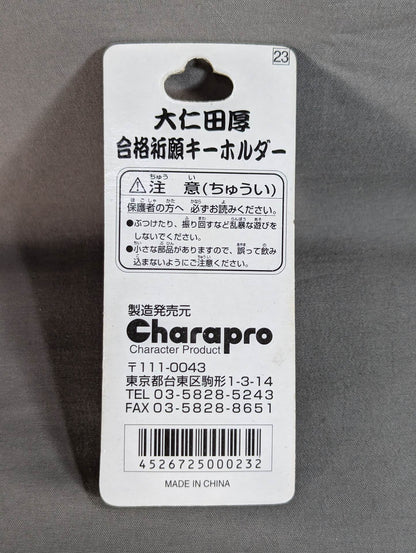 23
大仁田厚
合格祈願キーホルダー
⚠注 意(ちゅうい)
保護者の方へ 必ずお読みください。
●ぶつけたり、振り回すなど乱暴な遊びを
しないでください。
●小さな部品がありますので、誤って飲み
込まないようにご注意ください。
製造発売元
Charapro
Character Product
〒111-0043
東京都台東区駒形1-3-14
TEL 03-5828-5243
FAX 03-5828-8651
4526725000232
MADE IN CHINA